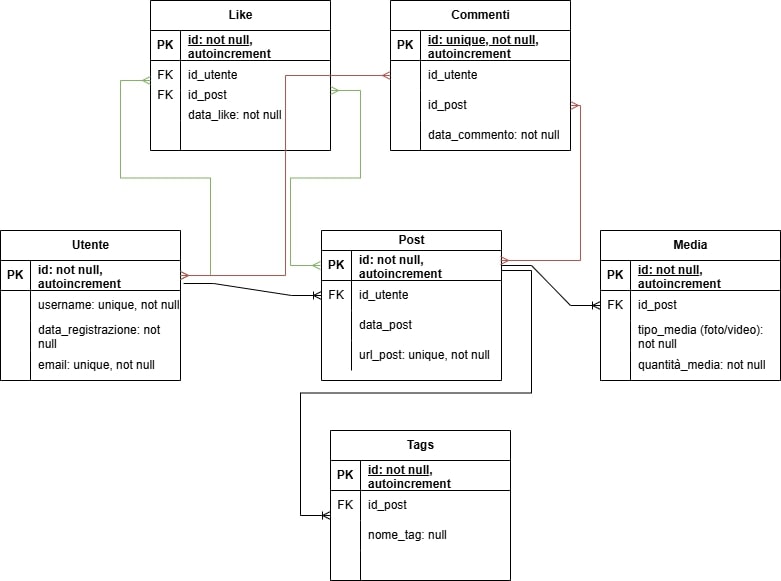 Like
PK id: not null,
autoincrement
FK id_utente
FK id_post
data_like: not null
Commenti
PK id: unique, not null,
autoincrement
id_utente
id_post
data_commento: not null
Utente
PK id: not null,
autoincrement
username: unique, not null
data_registrazione: not
null
email: unique, not null
Post
PK id: not null,
autoincrement
FK id_utente
data_post
url_post: unique, not null
Media
PK id: not null,
autoincrement
FK id_post
tipo_media (foto/video):
not null
quantità_media: not null
Tags
PK id: not null,
autoincrement
FK id_post
nome_tag: null